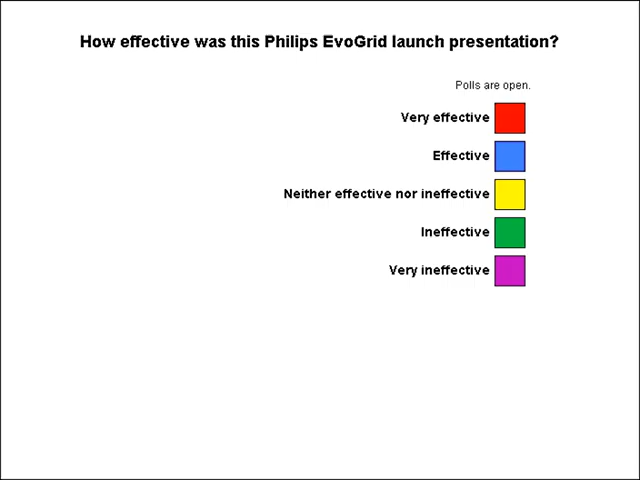 How effective was this Philips EvoGrid launch presentation?
Polls are open.
Very effective
Effective
Neither effective nor ineffective
Ineffective
Very ineffective